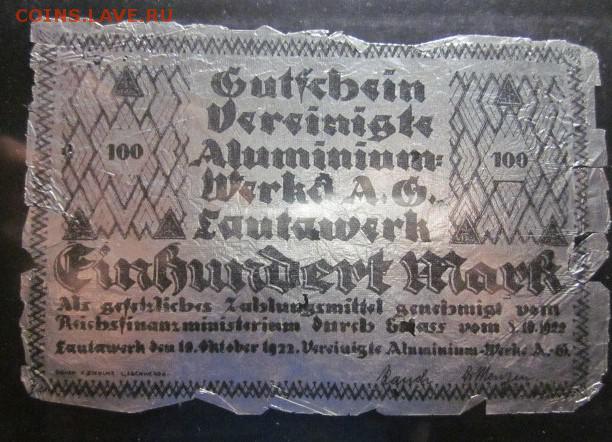 COINS.LAVE.RU
Gutschein
Vereinigte
100
Aluminium=
100
Werke A.G.
Lautawerk
Einhundert Mark
Als gesetzliches Zahlungsmittel genehmigt vom
Reichsfinanzministerium durch Erlass vom 5.10.1922
Lautawerk den 10. Oktober 1922. Vereinigte Aluminium-Werke A.G.